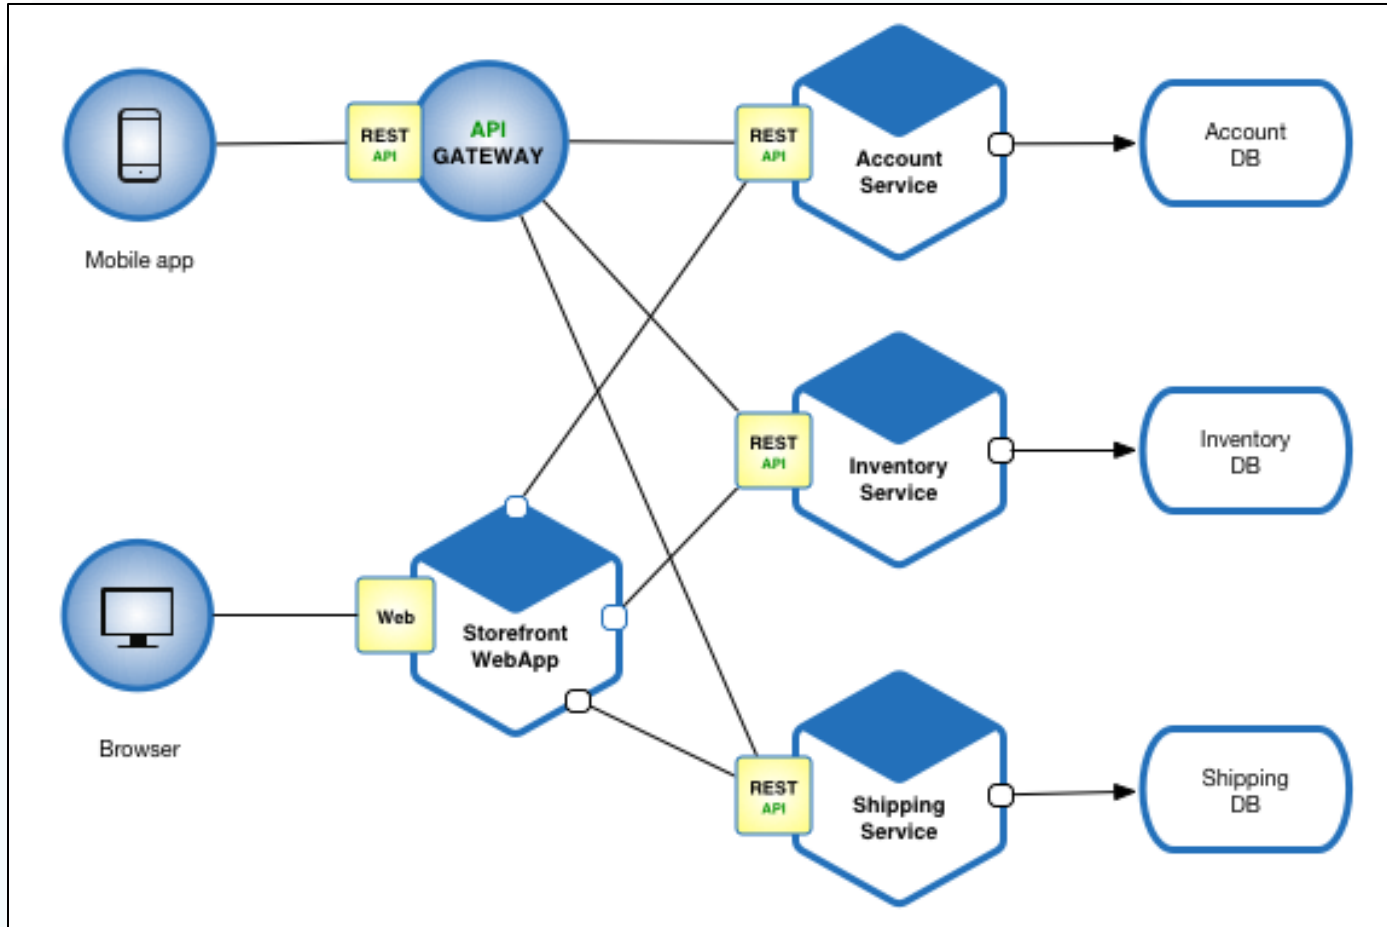 Mobile app
REST
API
API
GATEWAY
REST
API
Account
Service
Account
DB
REST
API
Inventory
Service
Inventory
DB
Browser
Web
Storefront
WebApp
REST
API
Shipping
Service
Shipping
DB